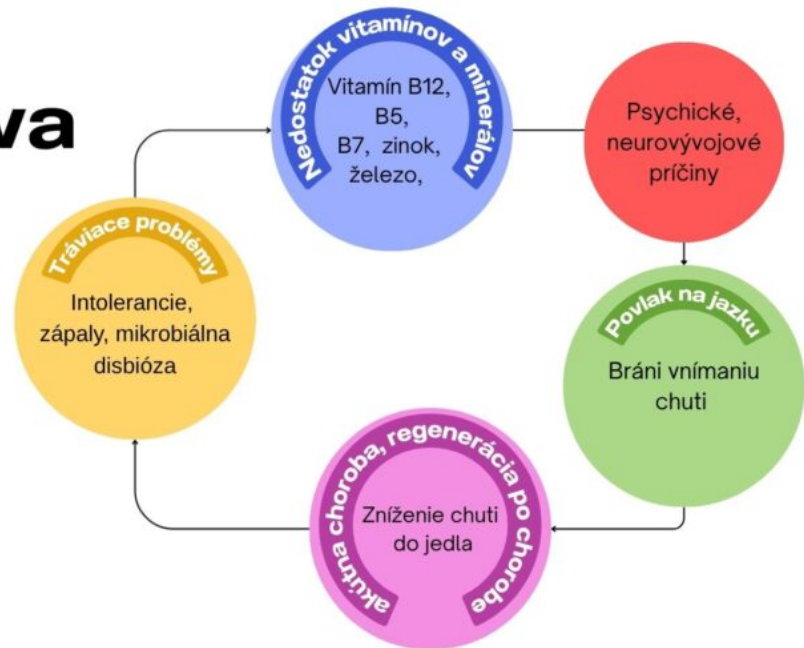 va
Nedostatok vitamínov a minerálov
Vitamín B12,
B5,
B7, zinok,
železo,
Psychické,
neurovývojové
príčiny
Povlak na jazku
Bráni vnímaniu
chuti
akútna choroba, regenerácia po chorobe
Zníženie chuti
do jedla
Tráviace problémy
Intolerancie,
zápaly, mikrobiálna
disbióza